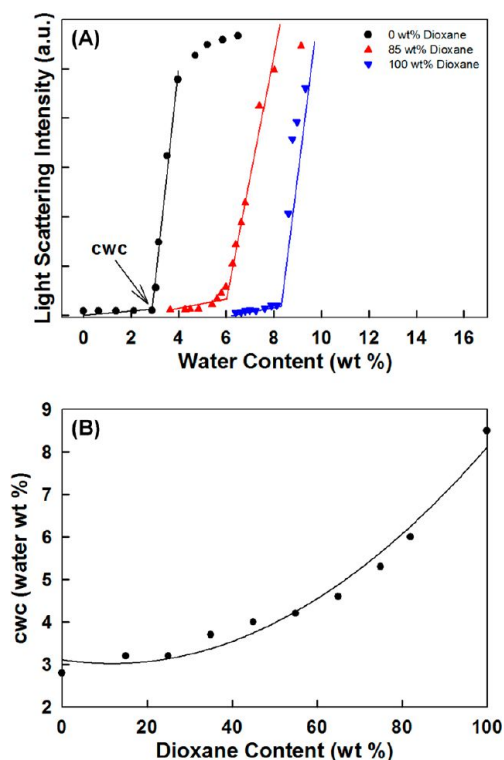 (A)
0 wt% Dioxane
85 wt% Dioxane
100 wt% Dioxane
Light Scattering Intensity (a.u.)
cwc
0 2 4 6 8 10 12 14 16
Water Content (wt %)
(B)
9
8
7
6
5
4
3
2
cwc (water wt %)
0 20 40 60 80 100
Dioxane Content (wt %)